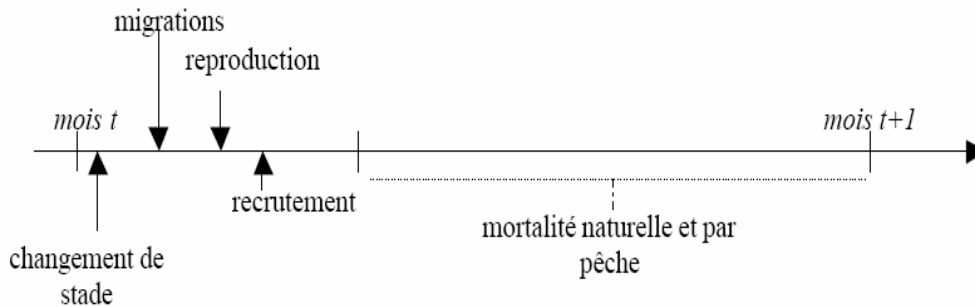 migrations
reproduction
mois t
mois t+1
recrutement
mortalité naturelle et par
pêche
changement de
stade